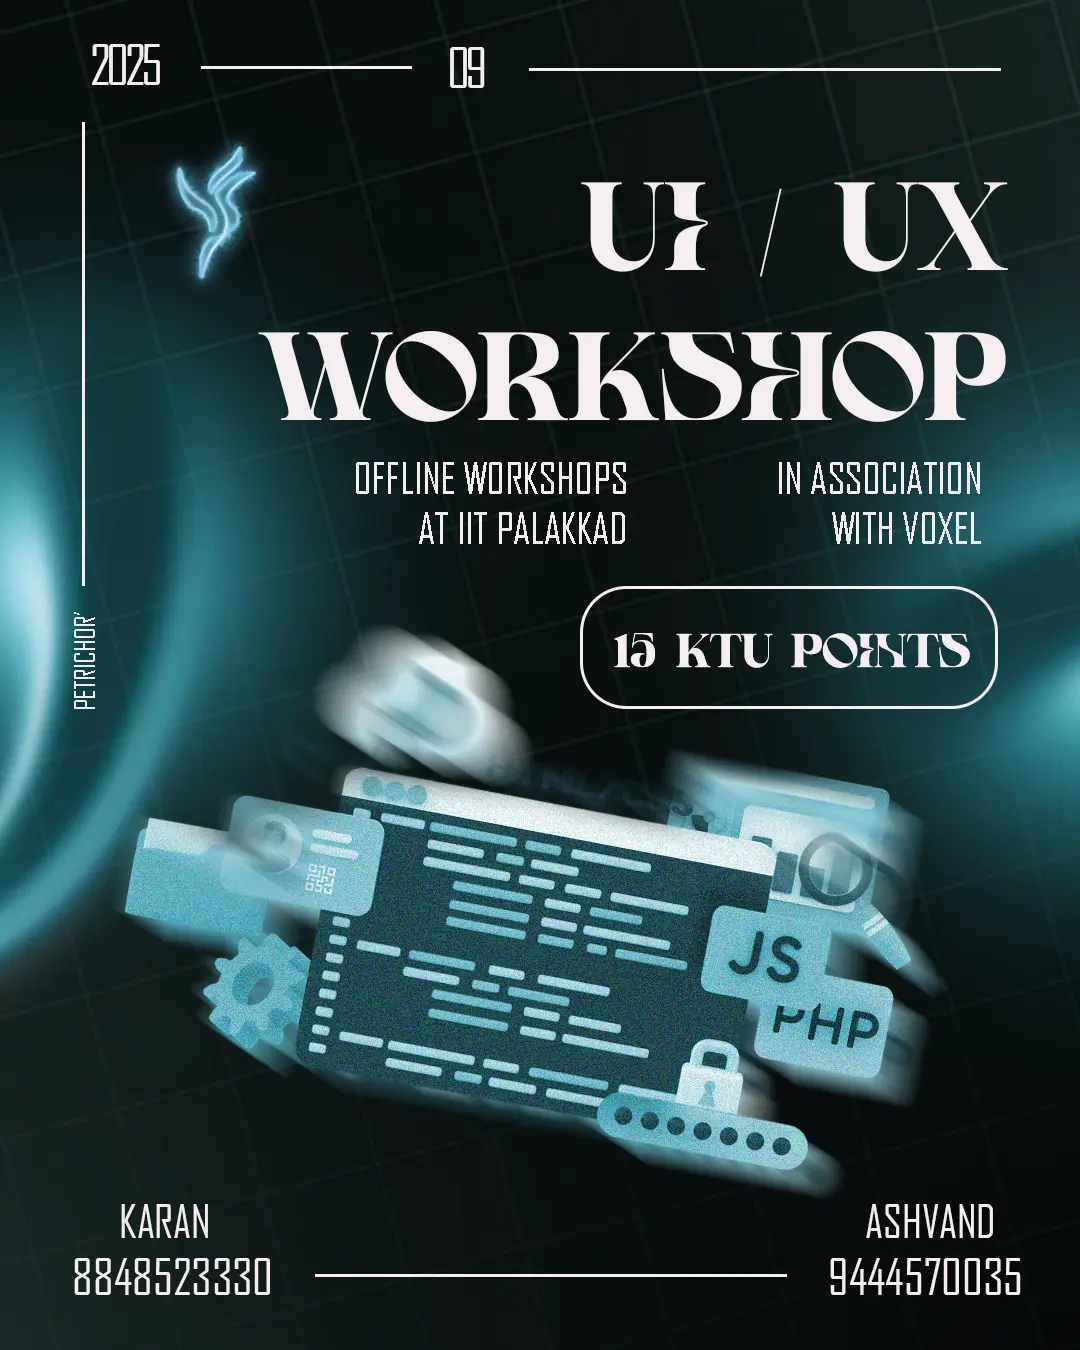 2025
09
UI / UX
WORKSHOP
OFFLINE WORKSHOPS
AT IIT PALAKKAD
IN ASSOCIATION
WITH VOXEL
15 KTU POINTS
PETRICHOR'
JS
PHP
KARAN
8848523330
ASHVAND
9444570035